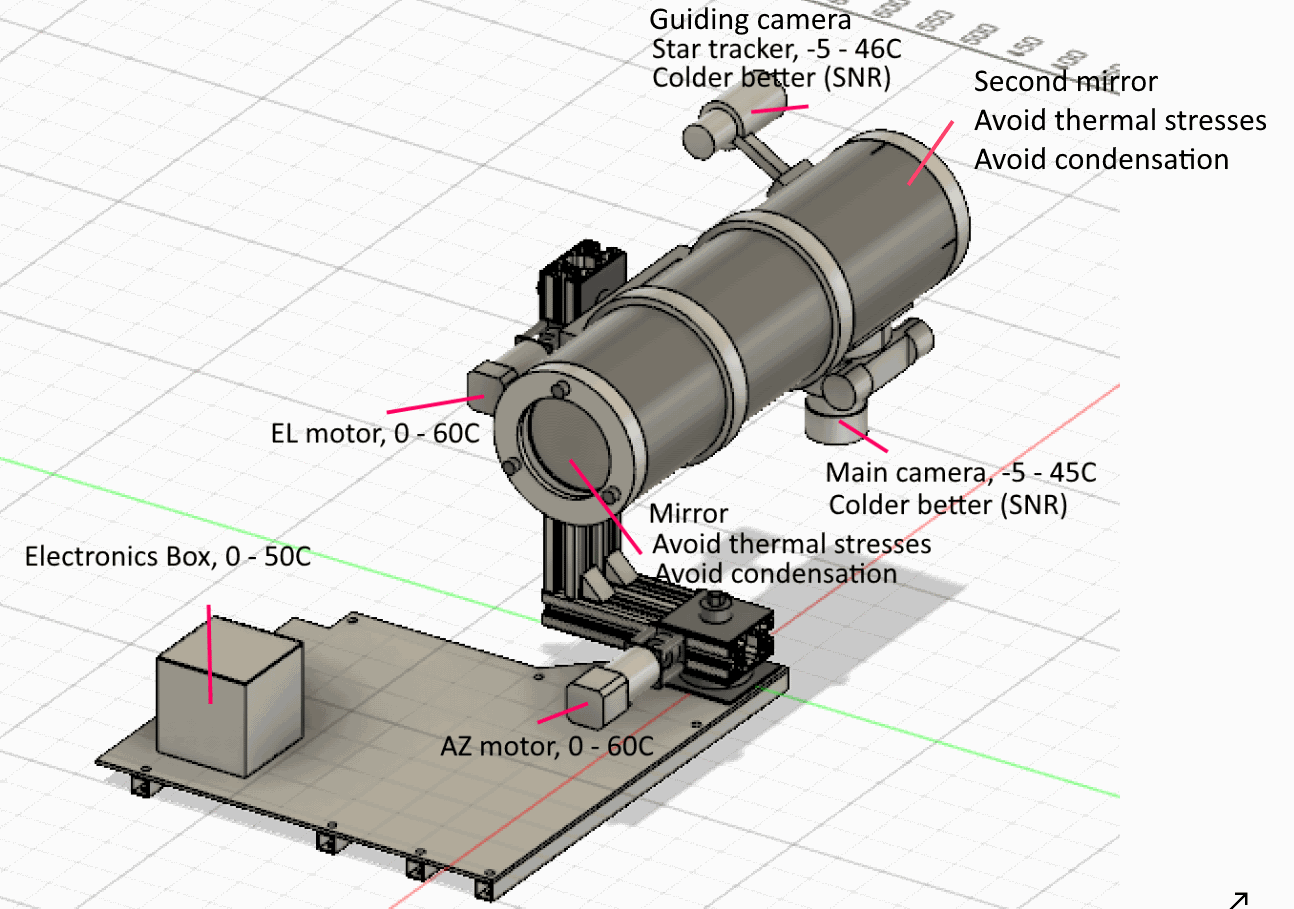 Guiding camera
Star tracker, -5 - 46C
Colder better (SNR)
Second mirror
Avoid thermal stresses
Avoid condensation
EL motor, 0 - 60C
Main camera, -5 - 45C
Colder better (SNR)
Mirror
Avoid thermal stresses
Avoid condensation
Electronics Box, 0 - 50C
AZ motor, 0 - 60C